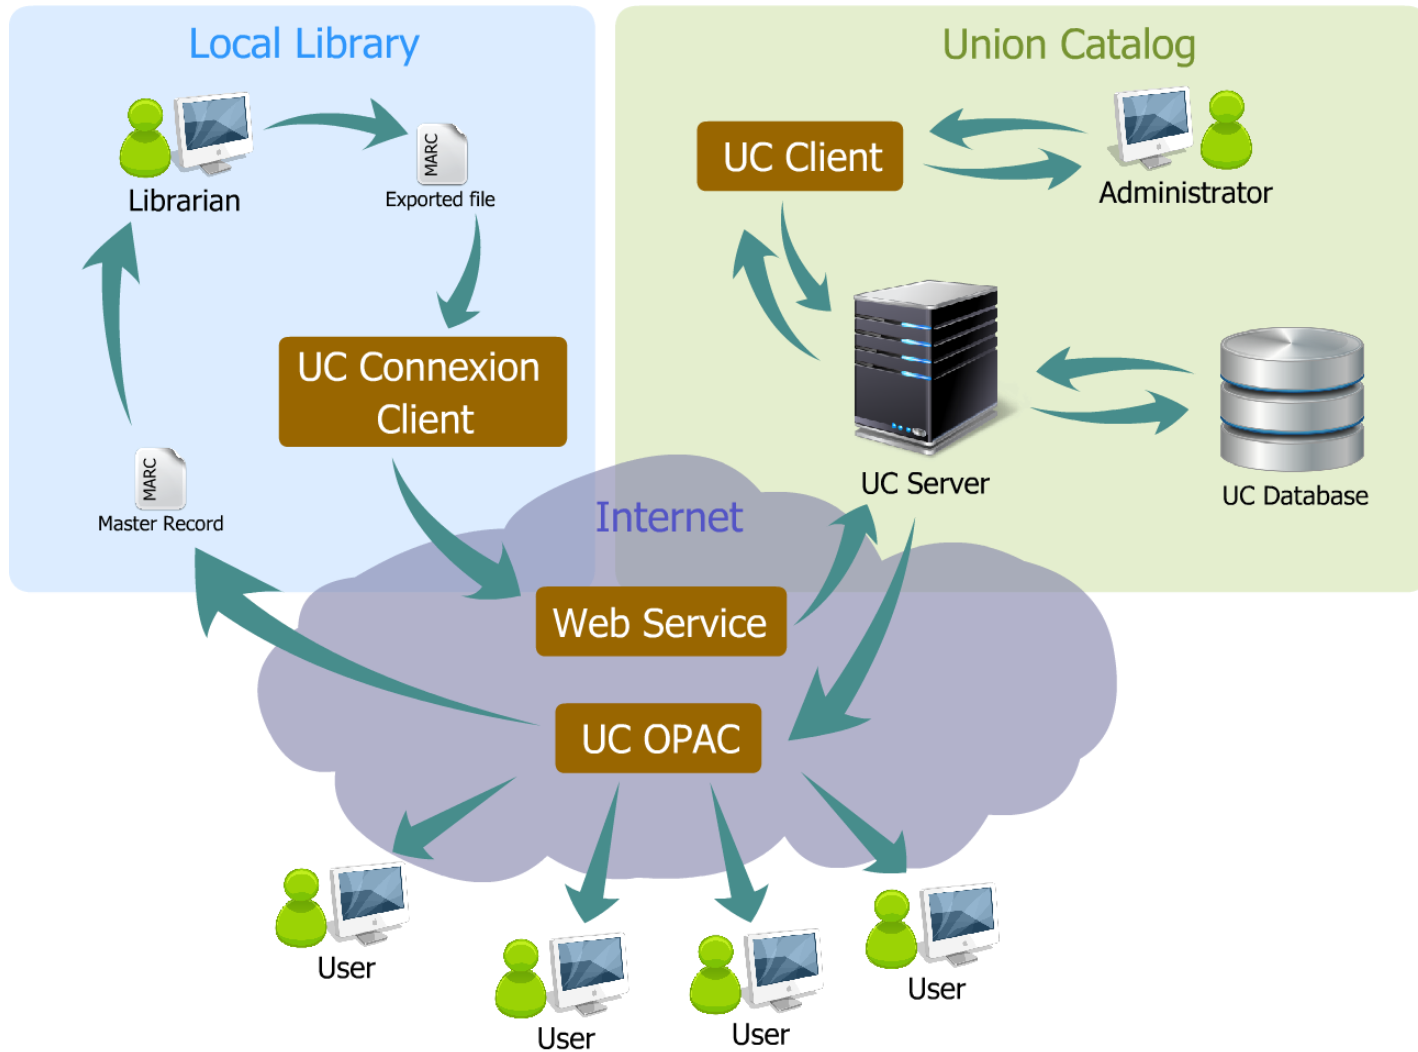 Local Library
Union Catalog
MARC
Librarian
Exported file
UC Client
Administrator
UC Connexion
Client
MARC
Master Record
UC Server
UC Database
Internet
Web Service
UC OPAC
User
User
User
User